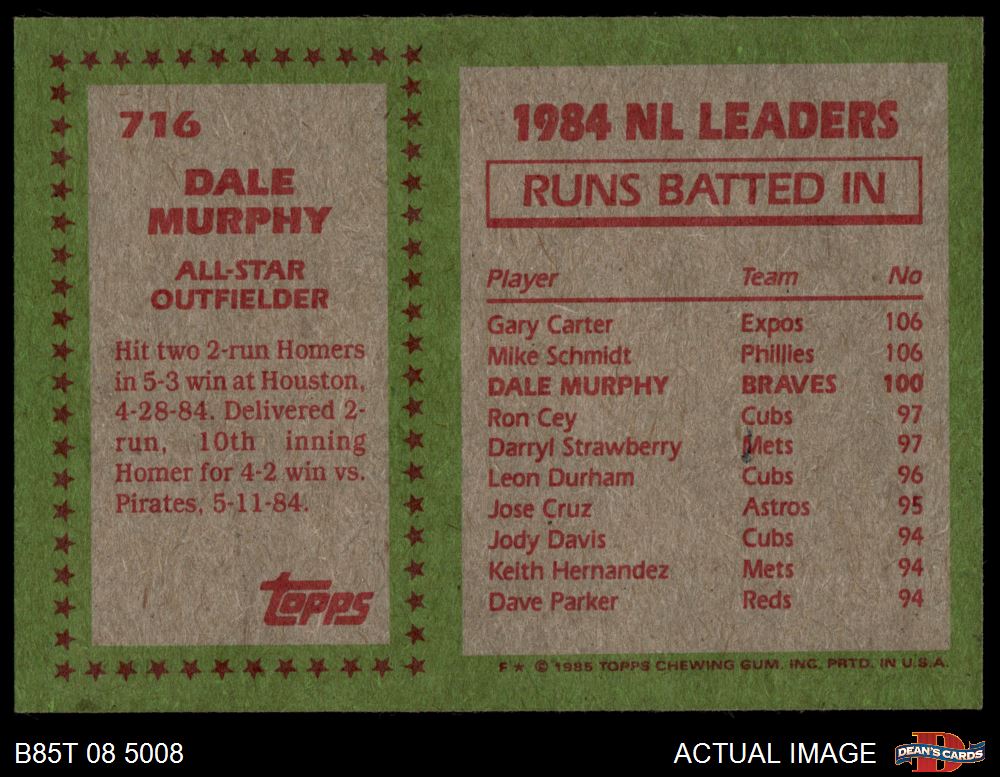 716
DALE
MURPHY
ALL-STAR
OUTFIELDER
Hit two 2-run Homers
in 5-3 win at Houston,
4-28-84. Delivered 2-
run, 10th inning
Homer for 4-2 win vs.
Pirates, 5-11-84.
Topps
1984 NL LEADERS
RUNS BATTED IN
Player Team No
Gary Carter Expos 106
Mike Schmidt Phillies 106
DALE MURPHY BRAVES 100
Ron Cey Cubs 97
Darryl Strawberry Mets 97
Leon Durham Cubs 96
Jose Cruz Astros 95
Jody Davis Cubs 94
Keith Hernandez Mets 94
Dave Parker Reds 94
F ★ © 1985 TOPPS CHEWING GUM, INC. PRTD. IN U.S.A.
B85T 08 5008
ACTUAL IMAGE
D
DEAN'S CARDS